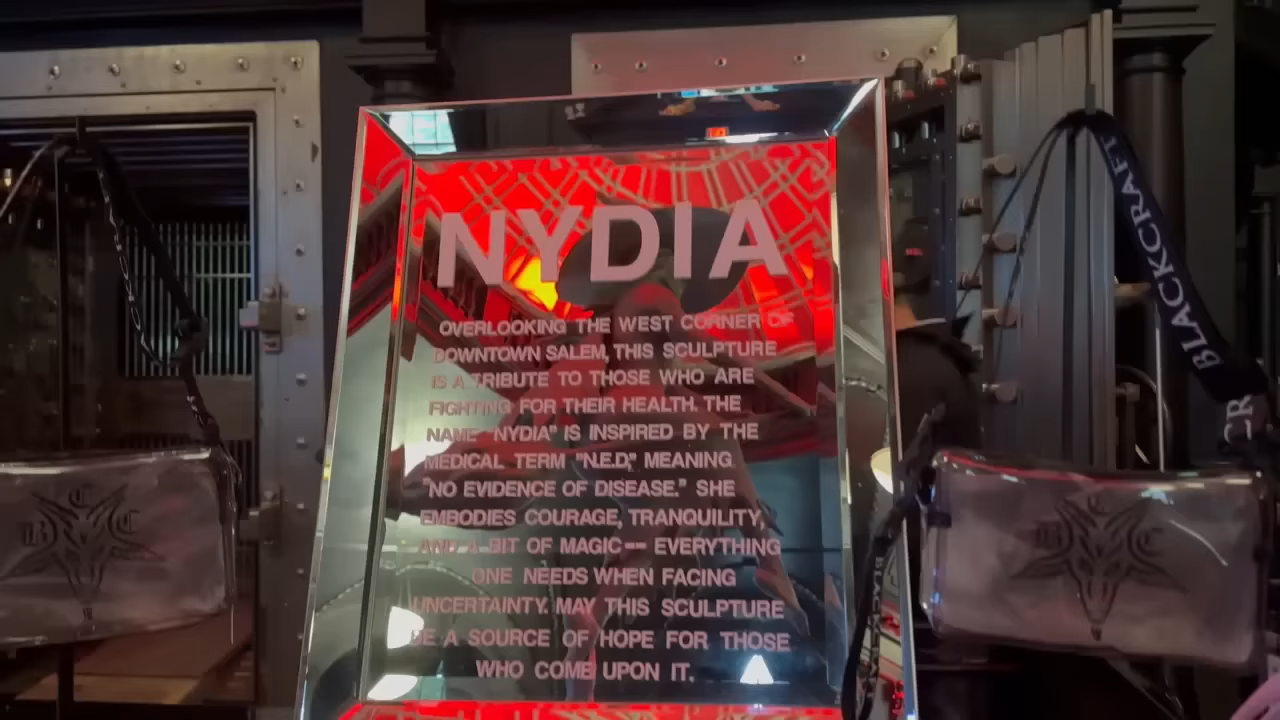 NYDIA
OVERLOOKING THE WEST CORNER OF
DOWNTOWN SALEM, THIS SCULPTURE
IS A TRIBUTE TO THOSE WHO ARE
FIGHTING FOR THEIR HEALTH. THE
NAME "NYDIA" IS INSPIRED BY THE
MEDICAL TERM "N.E.D," MEANING
"NO EVIDENCE OF DISEASE." SHE
EMBODIES COURAGE, TRANQUILITY,
AND A BIT OF MAGIC-- EVERYTHING
ONE NEEDS WHEN FACING
UNCERTAINTY. MAY THIS SCULPTURE
BE A SOURCE OF HOPE FOR THOSE
WHO COME UPON IT.
BLACKCRAFT
BLACKCR
BCC
BCC